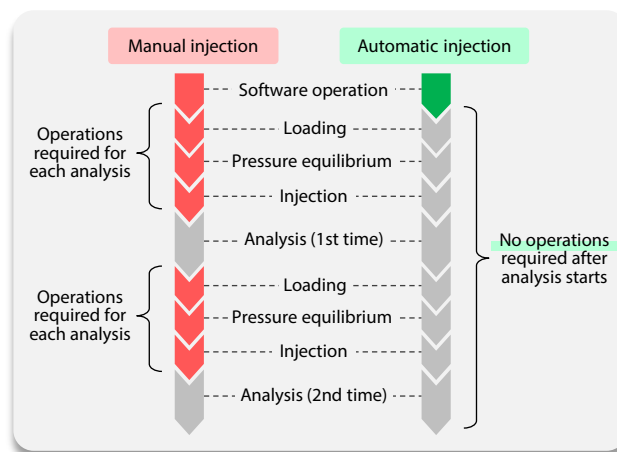 Manual injection
Automatic injection
Software operation
Operations
required for
each analysis
Loading
Pressure equilibrium
Injection
Analysis (1st time)
No operations
required after
analysis starts
Operations
required for
each analysis
Loading
Pressure equilibrium
Injection
Analysis (2nd time)